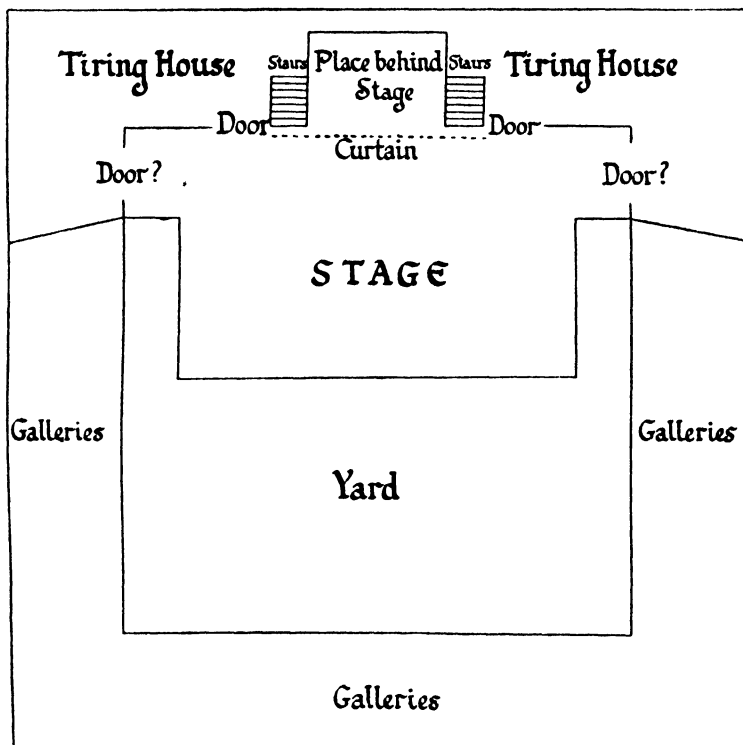 Tiring House
Stairs
Place behind
Stage
Stairs
Tiring House
Door
Door
Curtain
Door?
Door?
STAGE
Galleries
Galleries
Yard
Galleries